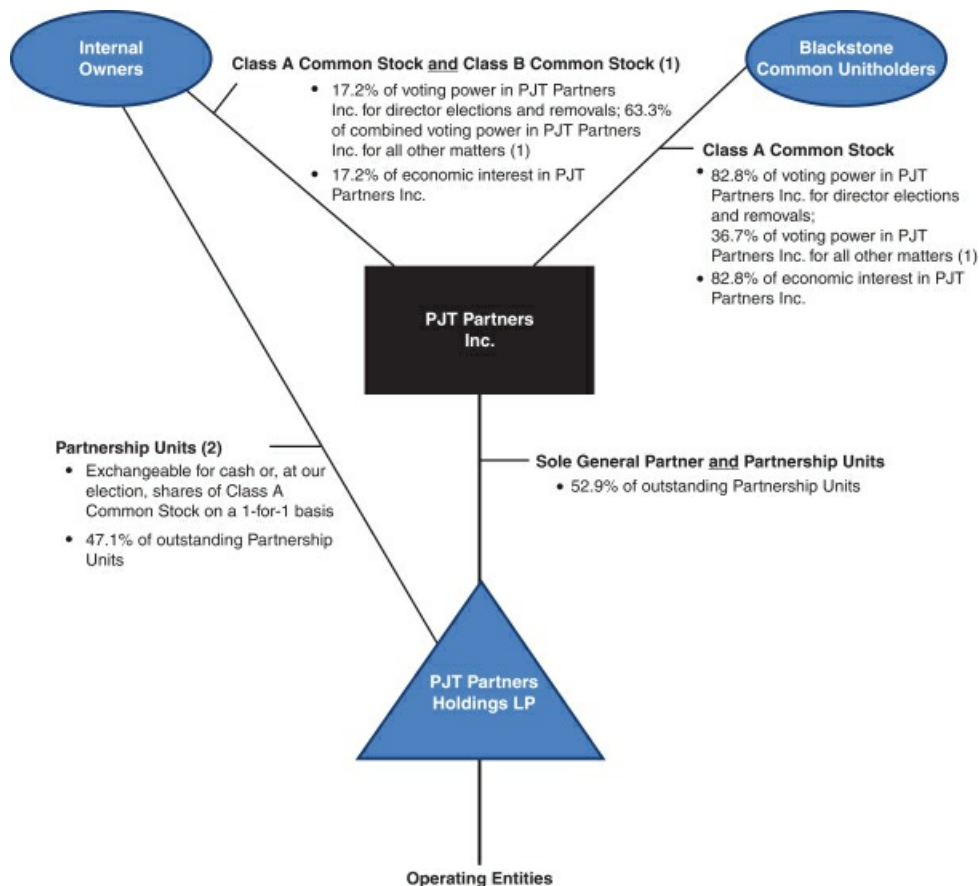 Internal
Owners
Blackstone
Common Unitholders
Class A Common Stock and Class B Common Stock (1)
• 17.2% of voting power in PJT Partners
Inc. for director elections and removals; 63.3%
of combined voting power in PJT Partners
Inc. for all other matters (1)
• 17.2% of economic interest in PJT
Partners Inc.
Class A Common Stock
• 82.8% of voting power in PJT
Partners Inc. for director elections
and removals;
36.7% of voting power in PJT
Partners Inc. for all other matters (1)
• 82.8% of economic interest in PJT
Partners Inc.
PJT Partners
Inc.
Partnership Units (2)
• Exchangeable for cash or, at our
election, shares of Class A
Common Stock on a 1-for-1 basis
• 47.1% of outstanding Partnership
Units
Sole General Partner and Partnership Units
• 52.9% of outstanding Partnership Units
PJT Partners
Holdings LP
Operating Entities